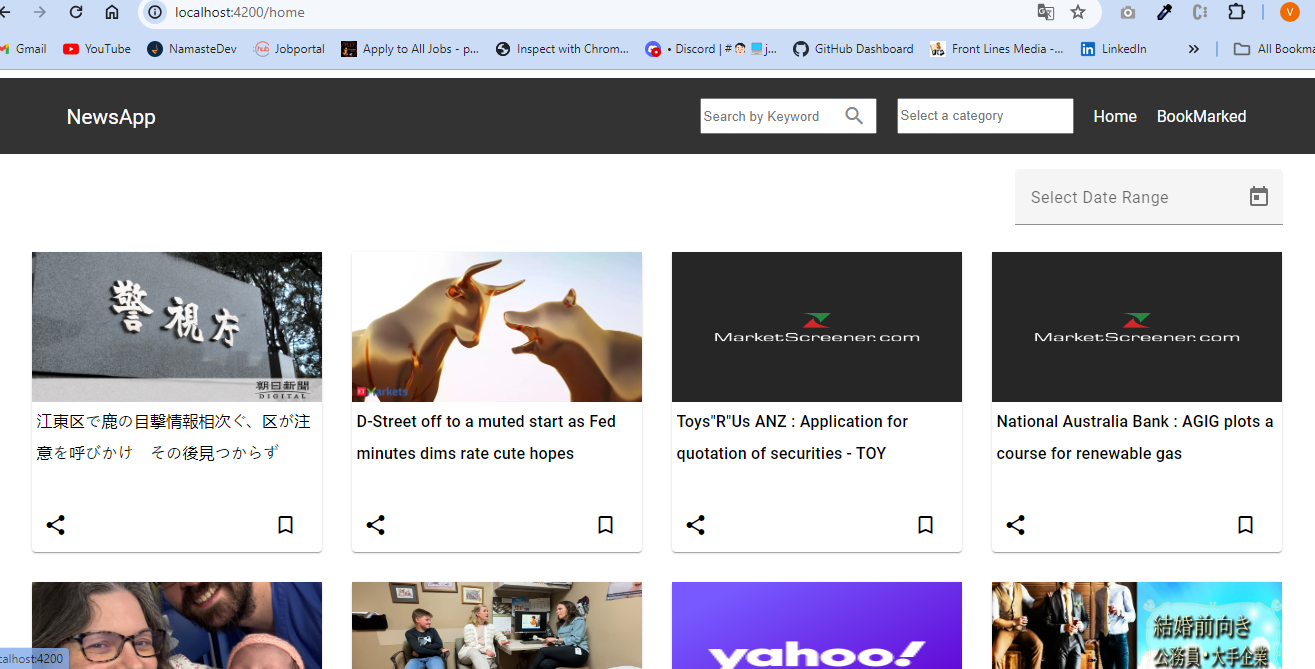 localhost:4200/home
V
Gmail
YouTube
NamasteDev
Jobportal
Apply to All Jobs - p...
Inspect with Chrom...
• Discord | # j...
GitHub Dashboard
Front Lines Media -...
LinkedIn
»
All Bookma
NewsApp
Search by Keyword
Select a category
Home
BookMarked
Select Date Range
警視庁
朝日新聞
DIGITAL
ET Markets
MarketScreener.com
MarketScreener.com
江東区で鹿の目撃情報相次ぐ、区が注
意を呼びかけ　その後見つからず
D-Street off to a muted start as Fed
minutes dims rate cute hopes
Toys"R"Us ANZ : Application for
quotation of securities - TOY
National Australia Bank : AGIG plots a
course for renewable gas
yahoo!
結婚前向き
公務員・大手企業
calhost:4200